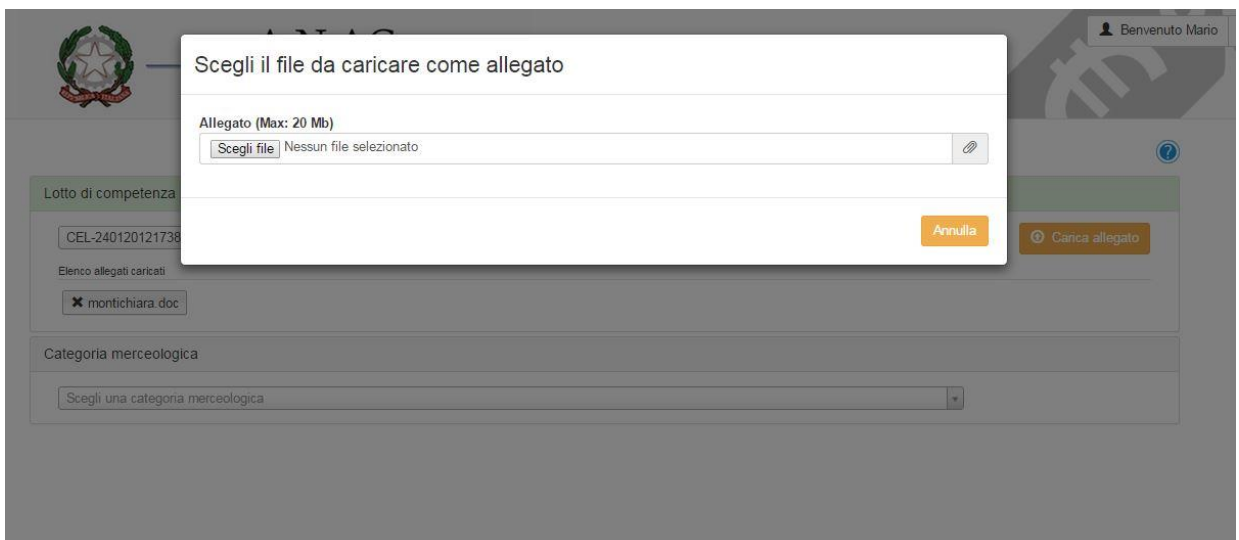 Benvenuto Mario
Scegli il file da caricare come allegato
Allegato (Max: 20 Mb)
Scegli file Nessun file selezionato
Annulla
Lotto di competenza
CEL-240120121738
Carica allegato
Elenco allegati caricati
montichiara.doc
Categoria merceologica
Scegli una categoria merceologica